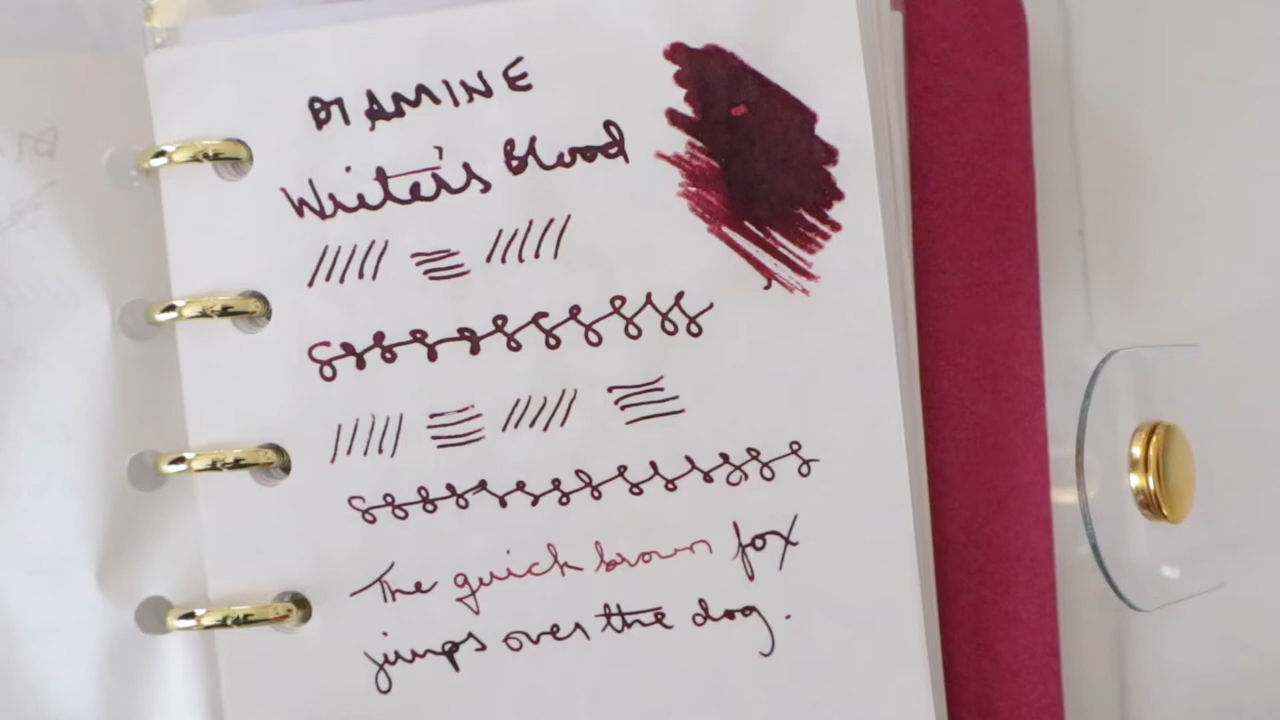 DIAMINE
Writer's Blood
The quick brown fox
jumps over the dog.